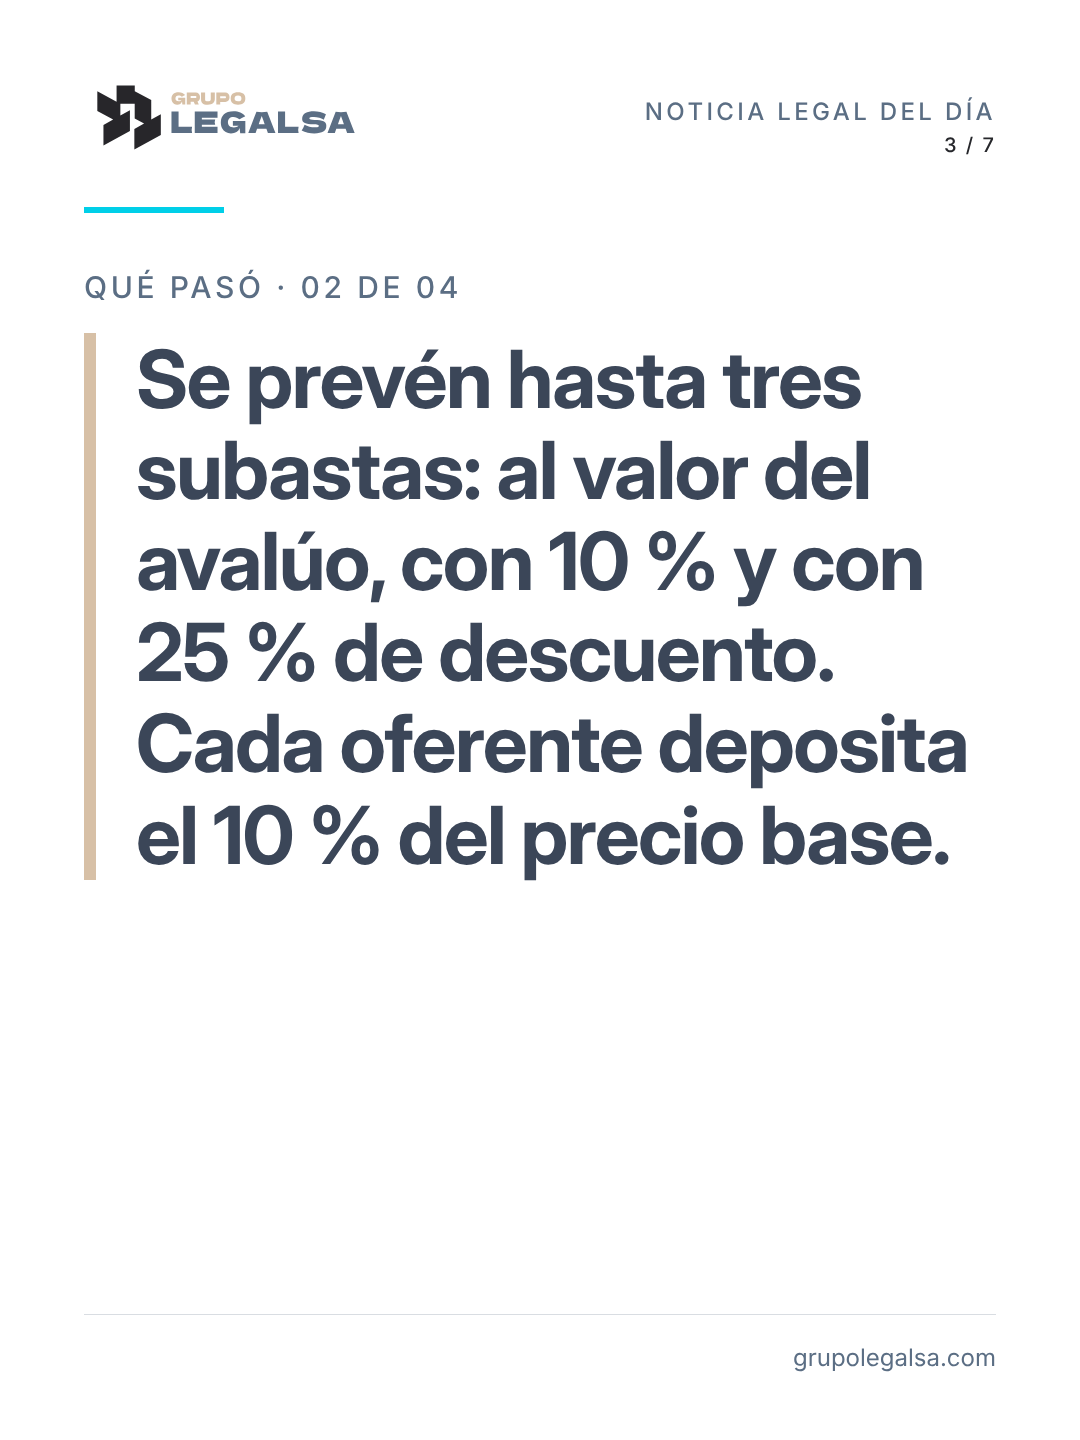 GRUPO
LEGALSA
NOTICIA LEGAL DEL DÍA
3 / 7
QUÉ PASÓ · 02 DE 04
Se prevén hasta tres
subastas: al valor del
avalúo, con 10 % y con
25 % de descuento.
Cada oferente deposita
el 10 % del precio base.
grupolegalsa.com